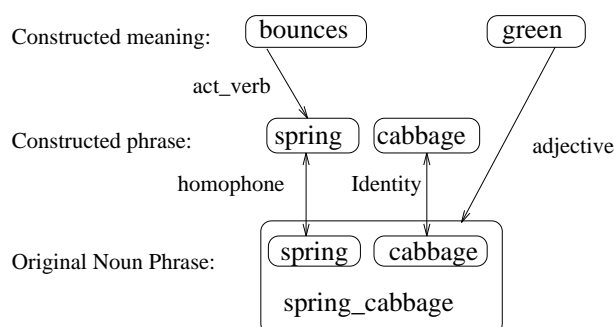 Constructed meaning: bounces green
act_verb
Constructed phrase: spring cabbage
adjective
homophone Identity
Original Noun Phrase: spring cabbage
spring_cabbage